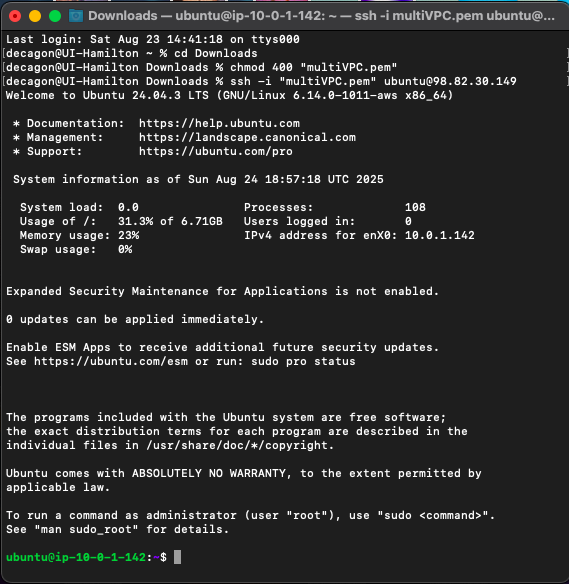 Downloads — ubuntu@ip-10-0-1-142: ~ — ssh -i multiVPC.pem ubuntu@...
Last login: Sat Aug 23 14:41:18 on ttys000
[decagon@UI-Hamilton ~ % cd Downloads ]
[decagon@UI-Hamilton Downloads % chmod 400 "multiVPC.pem" ]
[decagon@UI-Hamilton Downloads % ssh -i "multiVPC.pem" ubuntu@98.82.30.149 ]
Welcome to Ubuntu 24.04.3 LTS (GNU/Linux 6.14.0-1011-aws x86_64)
* Documentation:  https://help.ubuntu.com
* Management:     https://landscape.canonical.com
* Support:        https://ubuntu.com/pro
System information as of Sun Aug 24 18:57:18 UTC 2025
System load:  0.0               Processes:             108
Usage of /:   31.3% of 6.71GB   Users logged in:       0
Memory usage: 23%               IPv4 address for enX0: 10.0.1.142
Swap usage:   0%
Expanded Security Maintenance for Applications is not enabled.
0 updates can be applied immediately.
Enable ESM Apps to receive additional future security updates.
See https://ubuntu.com/esm or run: sudo pro status
The programs included with the Ubuntu system are free software;
the exact distribution terms for each program are described in the
individual files in /usr/share/doc/*/copyright.
Ubuntu comes with ABSOLUTELY NO WARRANTY, to the extent permitted by
applicable law.
To run a command as administrator (user "root"), use "sudo <command>".
See "man sudo_root" for details.
ubuntu@ip-10-0-1-142:~$